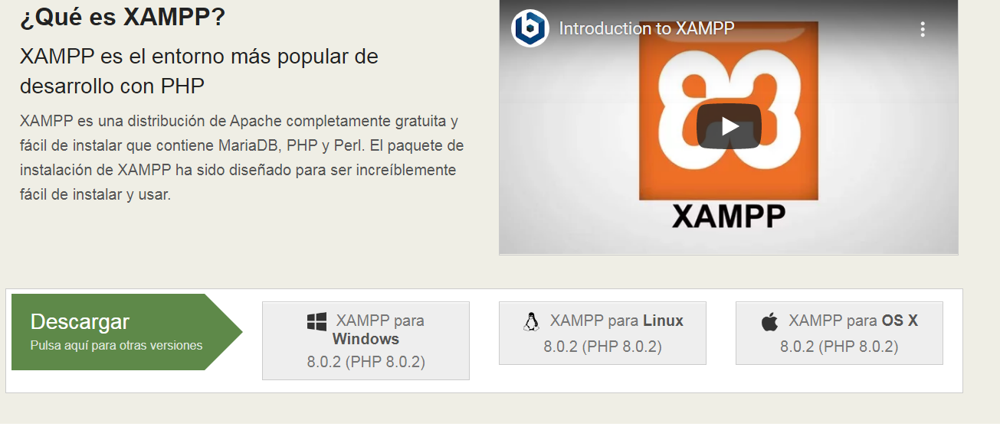 ¿Qué es XAMPP?
XAMPP es el entorno más popular de
desarrollo con PHP
XAMPP es una distribución de Apache completamente gratuita y
fácil de instalar que contiene MariaDB, PHP y Perl. El paquete de
instalación de XAMPP ha sido diseñado para ser increíblemente
fácil de instalar y usar.
Introduction to XAMPP
XAMPP
Descargar
Pulsa aquí para otras versiones
XAMPP para
Windows
8.0.2 (PHP 8.0.2)
XAMPP para Linux
8.0.2 (PHP 8.0.2)
XAMPP para OS X
8.0.2 (PHP 8.0.2)